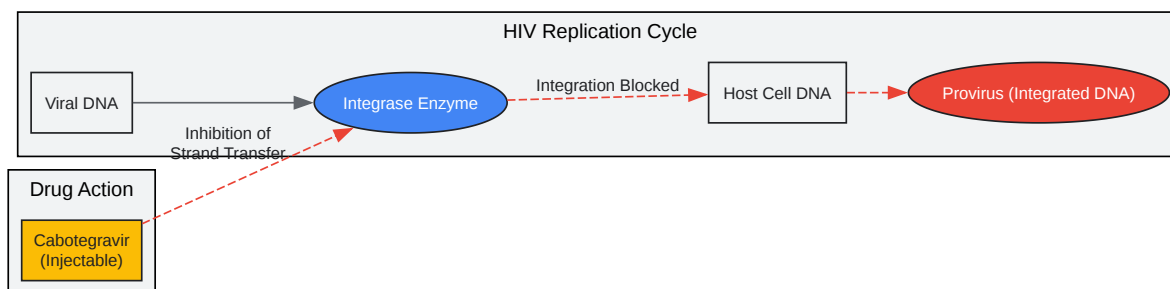 HIV Replication Cycle
Viral DNA
Integrase Enzyme
Integration Blocked
Host Cell DNA
Provirus (Integrated DNA)
Inhibition of
Strand Transfer
Drug Action
Cabotegravir
(Injectable)